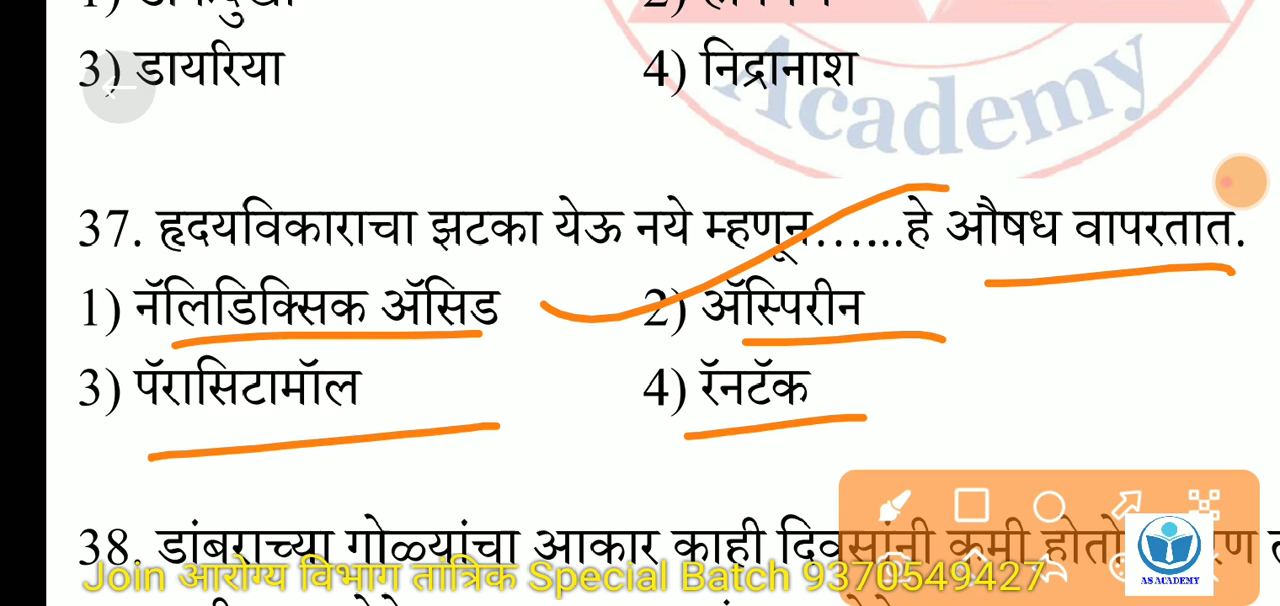 3) डायरिया 4) निद्रानाश
Academy
37. हृदयविकाराचा झटका येऊ नये म्हणून......हे औषध वापरतात.
1) नॅलिडिक्सिक ॲसिड 2) ॲस्पिरीन
3) पॅरासिटामॉल 4) रॅनटॅक
38. डांबराच्या गोळ्यांचा आकार काही दिवसांनी कमी होतो
Join आरोग्य विभाग तांत्रिक Special Batch 9370549427
AS ACADEMY